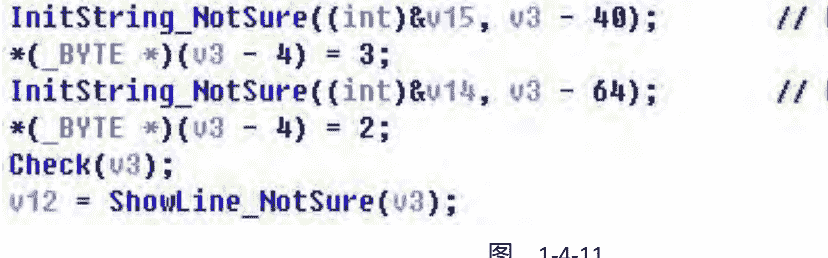 InitString_NotSure((int)&v15, v3 - 40); //
*(_BYTE *)(v3 - 4) = 3;
InitString_NotSure((int)&v14, v3 - 64); //
*(_BYTE *)(v3 - 4) = 2;
Check(v3);
v12 = ShowLine_NotSure(v3);
图 1-4-11